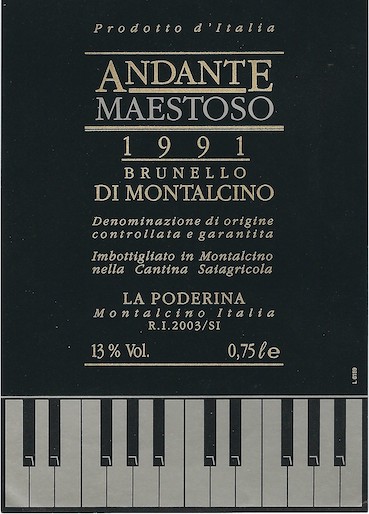 Prodotto d'Italia
ANDANTE
MAESTOSO
1991
BRUNELLO
DI MONTALCINO
Denominazione di origine
controllata e garantita
Imbottigliato in Montalcino
nella Cantina Saiagricola
LA PODERINA
Montalcino Italia
R.I.2003/SI
13% Vol. 0,75 l e